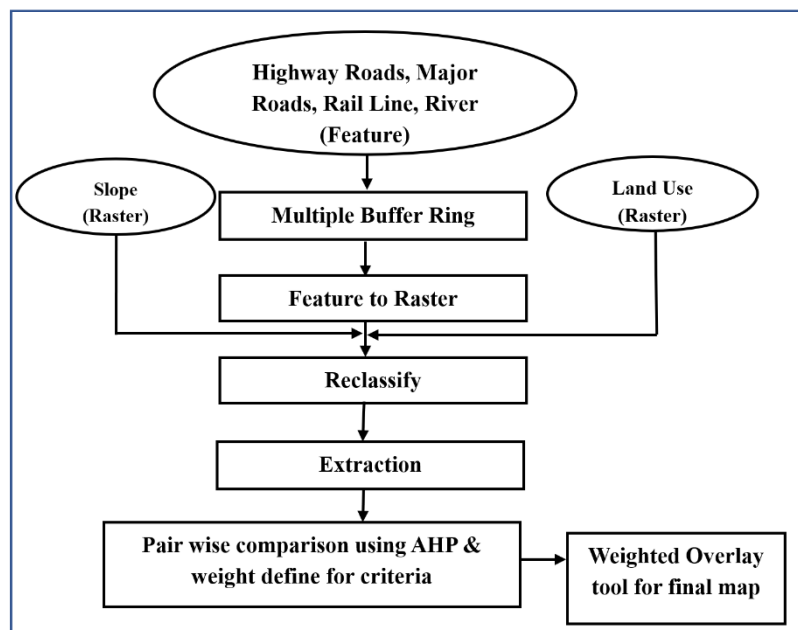 Highway Roads, Major
Roads, Rail Line, River
(Feature)
Slope
(Raster)
Land Use
(Raster)
Multiple Buffer Ring
Feature to Raster
Reclassify
Extraction
Pair wise comparison using AHP &
weight define for criteria
Weighted Overlay
tool for final map